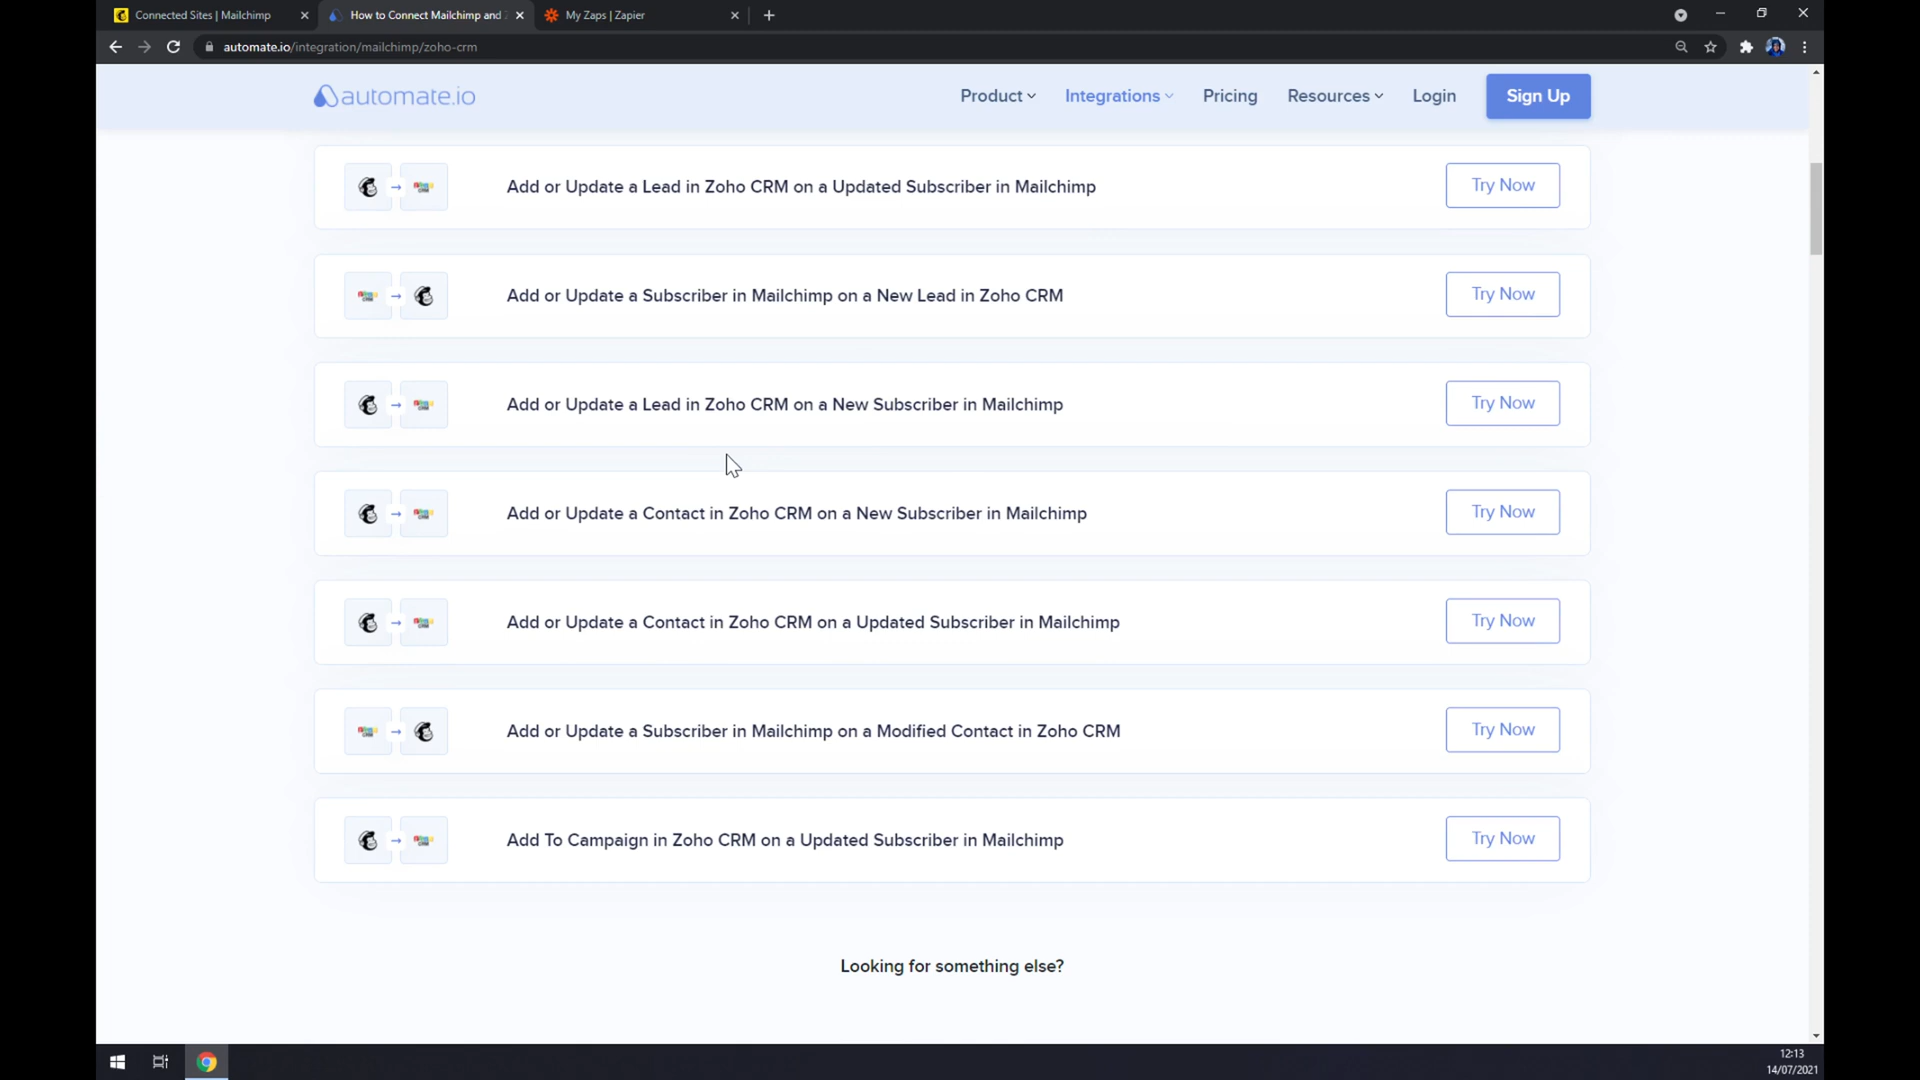 Connected Sites | Mailchimp
How to Connect Mailchimp and
My Zaps | Zapier
automate.io/integration/mailchimp/zoho-crm
automate.io
Product
Integrations
Pricing
Resources
Login
Sign Up
Add or Update a Lead in Zoho CRM on a Updated Subscriber in Mailchimp
Try Now
Add or Update a Subscriber in Mailchimp on a New Lead in Zoho CRM
Try Now
Add or Update a Lead in Zoho CRM on a New Subscriber in Mailchimp
Try Now
Add or Update a Contact in Zoho CRM on a New Subscriber in Mailchimp
Try Now
Add or Update a Contact in Zoho CRM on a Updated Subscriber in Mailchimp
Try Now
Add or Update a Subscriber in Mailchimp on a Modified Contact in Zoho CRM
Try Now
Add To Campaign in Zoho CRM on a Updated Subscriber in Mailchimp
Try Now
Looking for something else?
12:13
14/07/2021